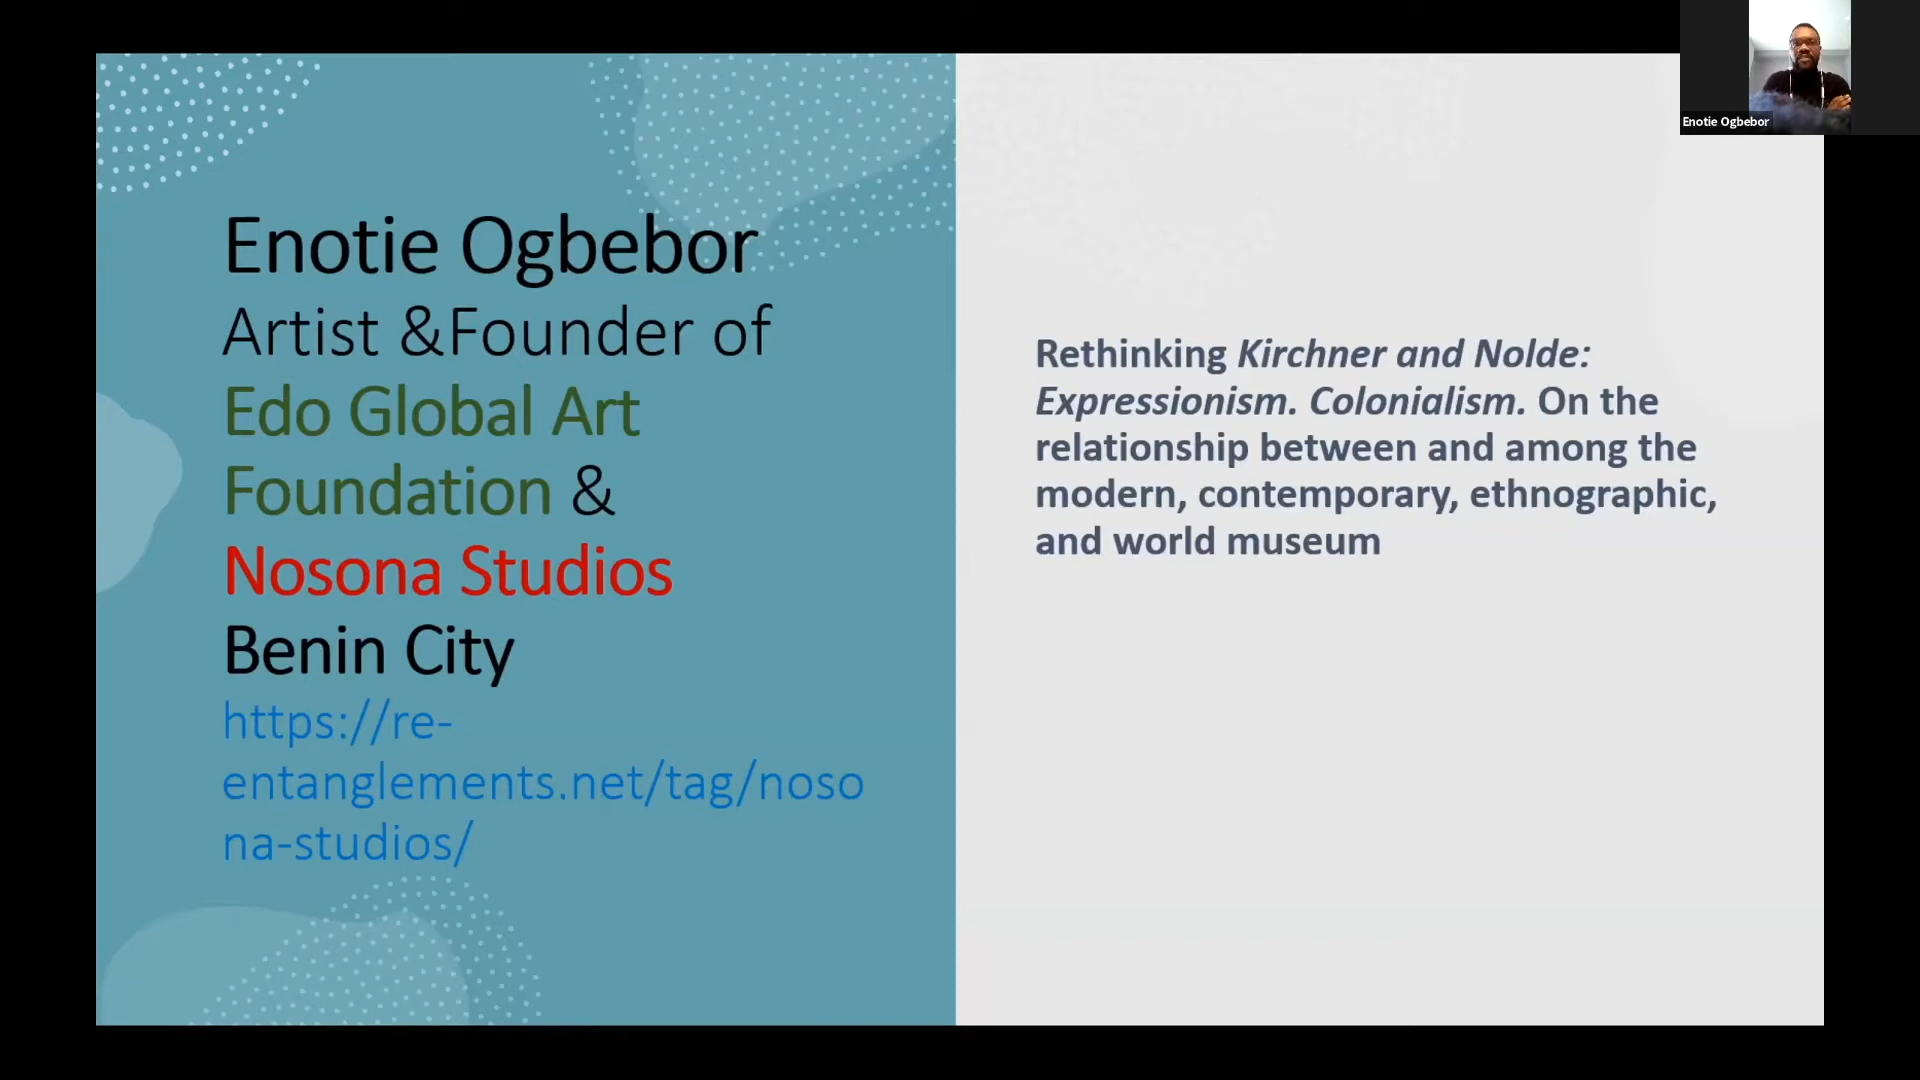 Enotie Ogbebor
Artist &Founder of
Edo Global Art
Foundation &
Nosona Studios
Benin City
https://re-
entanglements.net/tag/noso
na-studios/
Rethinking Kirchner and Nolde:
Expressionism. Colonialism. On the
relationship between and among the
modern, contemporary, ethnographic,
and world museum
Enotie Ogbebor